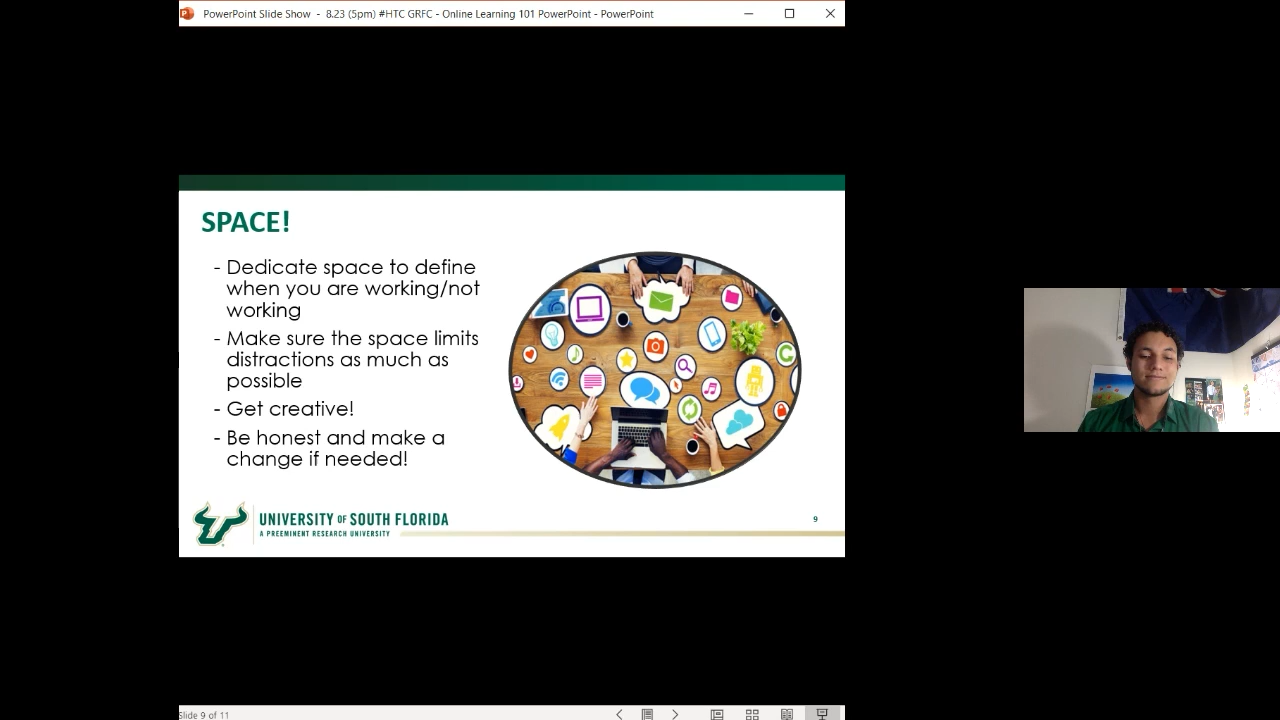 PowerPoint Slide Show - 8.23 (5pm) #HTC GRFC - Online Learning 101 PowerPoint - PowerPoint
SPACE!
- Dedicate space to define
when you are working/not
working
- Make sure the space limits
distractions as much as
possible
- Get creative!
- Be honest and make a
change if needed!
UNIVERSITY OF SOUTH FLORIDA
A PREEMINENT RESEARCH UNIVERSITY
9
Slide 9 of 11